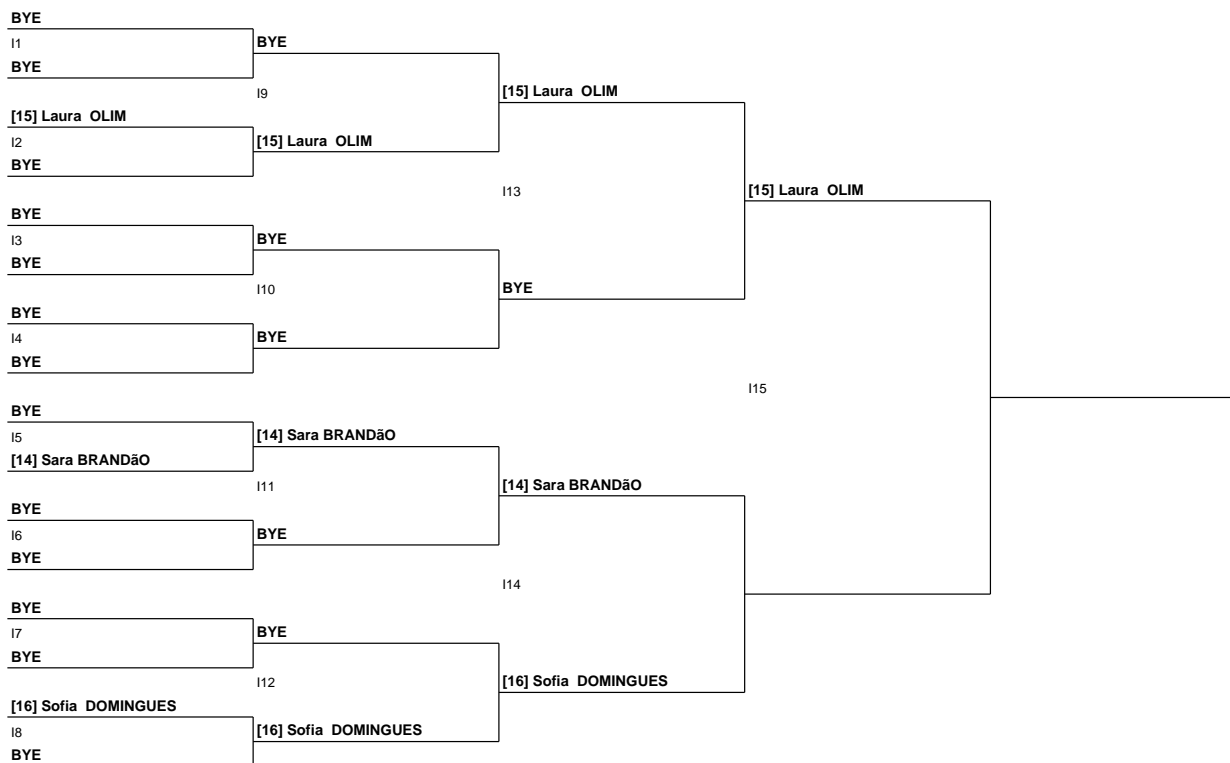 BYE
I1
BYE
[15] Laura OLIM
I2
BYE
BYE
I3
BYE
BYE
I4
BYE
BYE
I5
[14] Sara BRANDãO
BYE
I6
BYE
BYE
I7
BYE
[16] Sofia DOMINGUES
I8
BYE
BYE
I9
[15] Laura OLIM
BYE
I10
BYE
[14] Sara BRANDãO
I11
BYE
BYE
I12
[16] Sofia DOMINGUES
[15] Laura OLIM
I13
BYE
[14] Sara BRANDãO
I14
[16] Sofia DOMINGUES
[15] Laura OLIM
I15